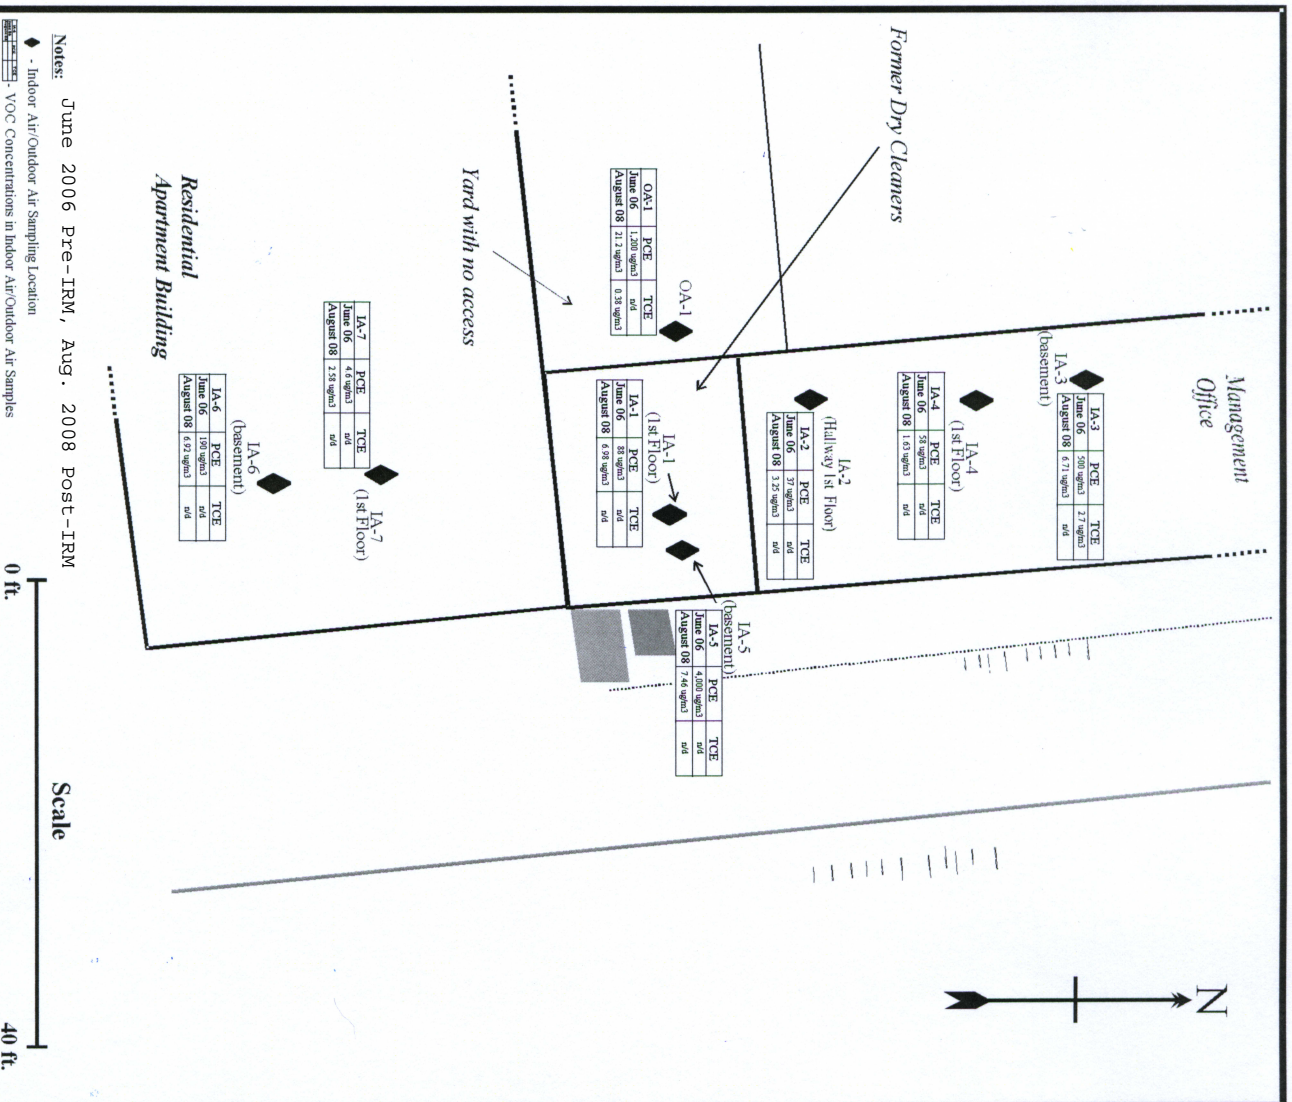 Management
Office
IA-3
(basement)
IA-3 PCE TCE
June 06 500 ug/m3 2.7 ug/m3
August 08 6.71 ug/m3 n/d
IA-4
(1st Floor)
IA-4 PCE TCE
June 06 58 ug/m3 n/d
August 08 1.63 ug/m3 n/d
Former Dry Cleaners
IA-2
(Hallway 1st Floor)
IA-2 PCE TCE
June 06 37 ug/m3 n/d
August 08 3.25 ug/m3 n/d
OA-1
OA-1 PCE TCE
June 06 1,200 ug/m3 n/d
August 08 21.2 ug/m3 0.38 ug/m3
IA-1
(1st Floor)
IA-1 PCE TCE
June 06 88 ug/m3 n/d
August 08 6.98 ug/m3 n/d
IA-5
(basement)
IA-5 PCE TCE
June 06 4,000 ug/m3 n/d
August 08 7.46 ug/m3 n/d
Yard with no access
IA-7
(1st Floor)
IA-7 PCE TCE
June 06 4.6 ug/m3 n/d
August 08 2.58 ug/m3 n/d
IA-6
(basement)
IA-6 PCE TCE
June 06 190 ug/m3 n/d
August 08 6.92 ug/m3 n/d
Residential
Apartment Building
N
Scale
0 ft. 40 ft.
Notes: June 2006 Pre-IRM, Aug. 2008 Post-IRM
- Indoor Air/Outdoor Air Sampling Location
- VOC Concentrations in Indoor Air/Outdoor Air Samples